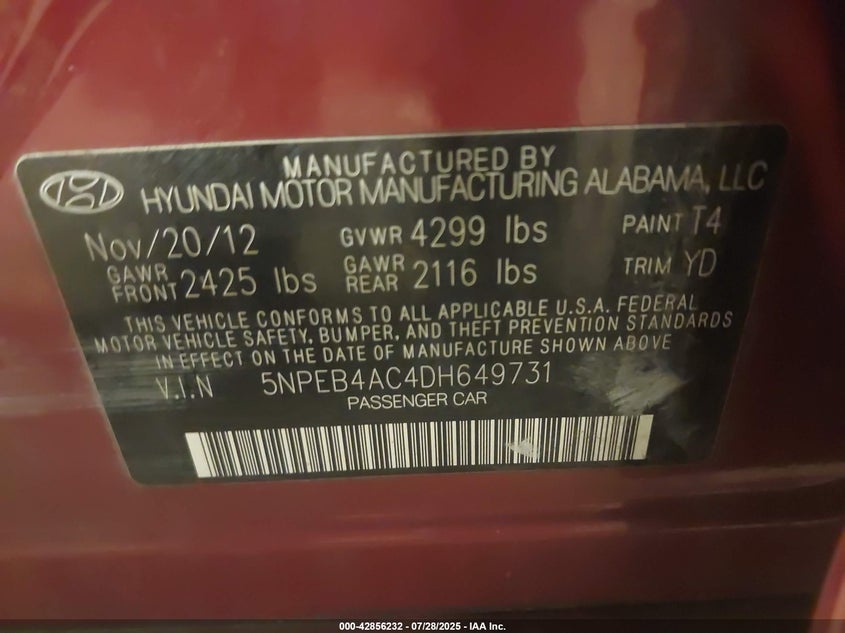 MANUFACTURED BY
HYUNDAI MOTOR MANUFACTURING ALABAMA, LLC
Nov/20/12 GVWR 4299 lbs PAINT T4
GAWR FRONT 2425 lbs GAWR REAR 2116 lbs TRIM YD
THIS VEHICLE CONFORMS TO ALL APPLICABLE U.S.A. FEDERAL
MOTOR VEHICLE SAFETY, BUMPER, AND THEFT PREVENTION STANDARDS
IN EFFECT ON THE DATE OF MANUFACTURE SHOWN ABOVE
V.I.N 5NPEB4AC4DH649731
PASSENGER CAR
000-42856232 / 07/28/2025 - IAA Inc.